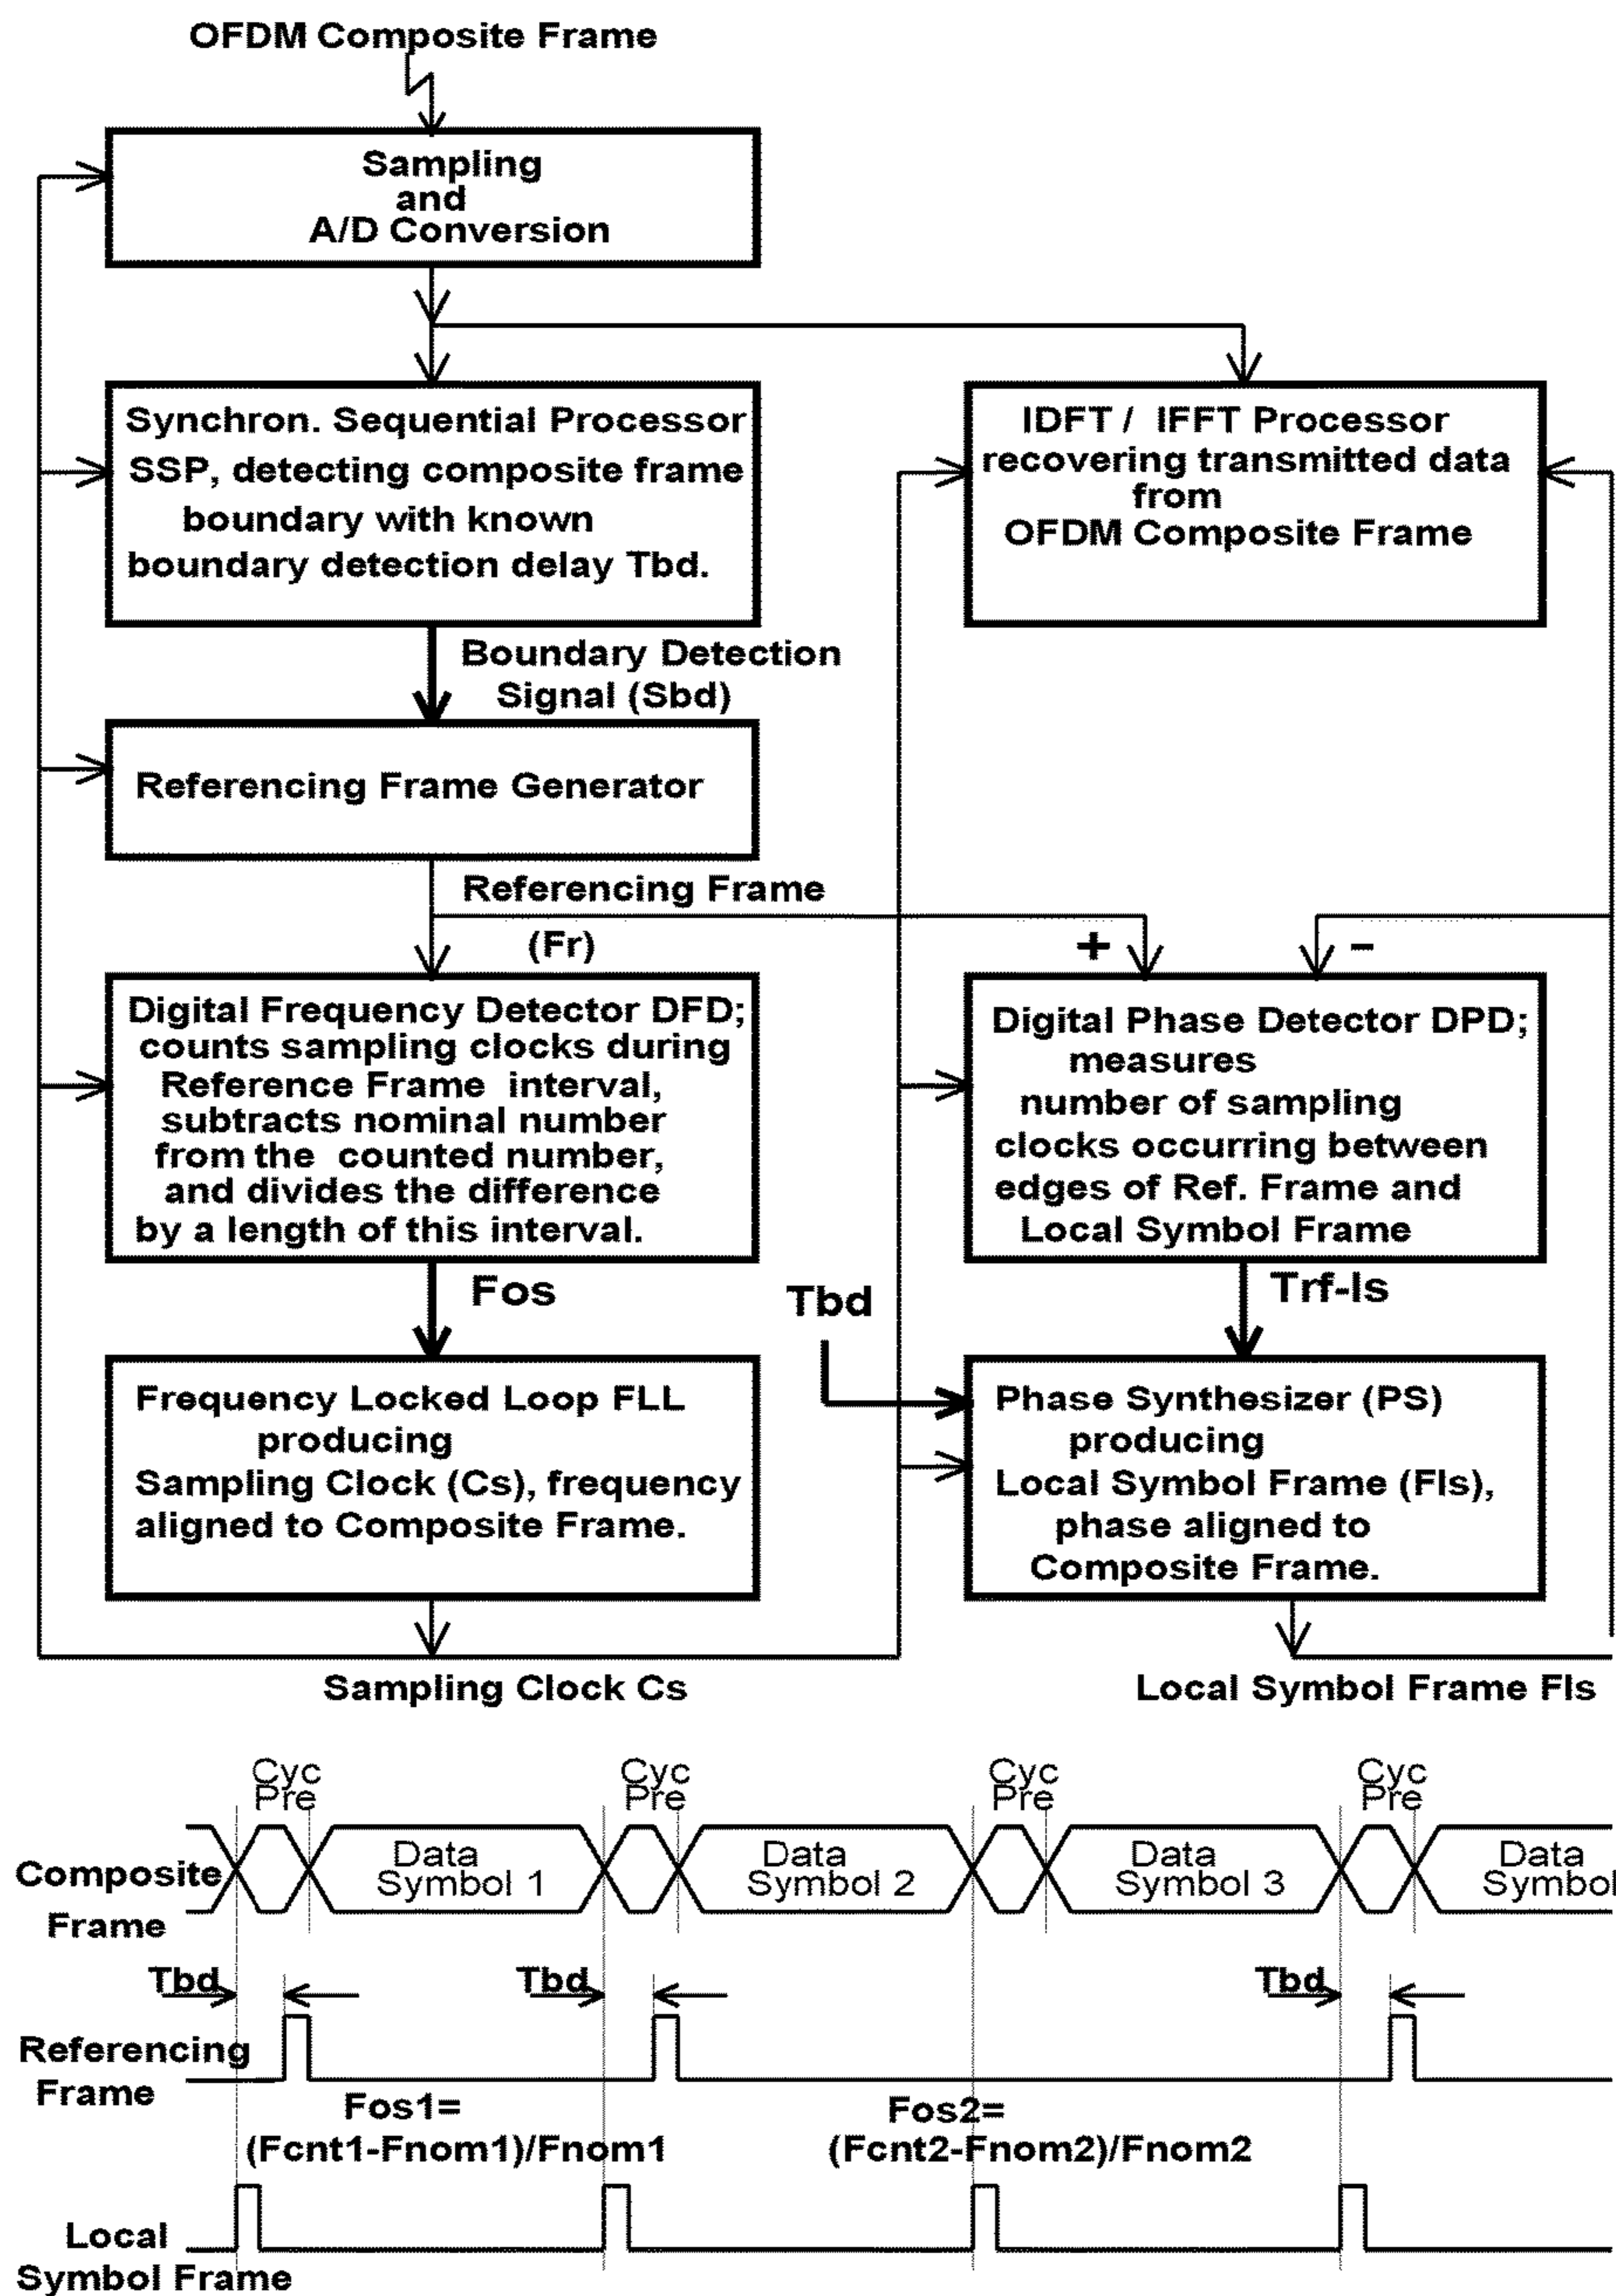 OFDM Composite Frame
Sampling
and
A/D Conversion
Synchron. Sequential Processor
SSP, detecting composite frame
boundary with known
boundary detection delay Tbd.
IDFT / IFFT Processor
recovering transmitted data
from
OFDM Composite Frame
Boundary Detection
Signal (Sbd)
Referencing Frame Generator
Referencing Frame
(Fr)
+
–
Digital Frequency Detector DFD;
counts sampling clocks during
Reference Frame interval,
subtracts nominal number
from the counted number,
and divides the difference
by a length of this interval.
Digital Phase Detector DPD;
measures
number of sampling
clocks occurring between
edges of Ref. Frame and
Local Symbol Frame
Fos
Tbd
Trf-ls
Frequency Locked Loop FLL
producing
Sampling Clock (Cs), frequency
aligned to Composite Frame.
Phase Synthesizer (PS)
producing
Local Symbol Frame (Fls),
phase aligned to
Composite Frame.
Sampling Clock Cs
Local Symbol Frame Fls
Cyc
Pre
Cyc
Pre
Cyc
Pre
Cyc
Pre
Composite
Frame
Data
Symbol 1
Data
Symbol 2
Data
Symbol 3
Data
Symbol
Tbd
Tbd
Tbd
Referencing
Frame
Fos1=
(Fcnt1-Fnom1)/Fnom1
Fos2=
(Fcnt2-Fnom2)/Fnom2
Local
Symbol Frame